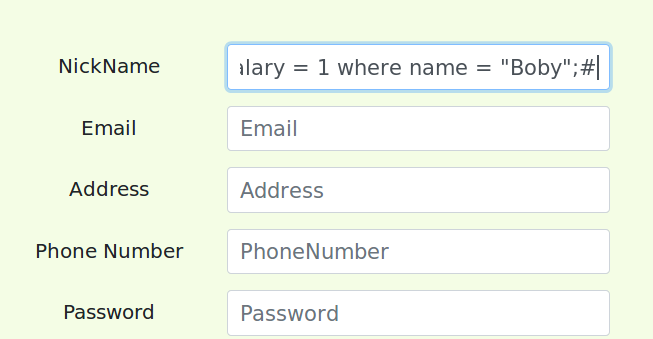 NickName alary = 1 where name = "Boby";#
Email Email
Address Address
Phone Number PhoneNumber
Password Password